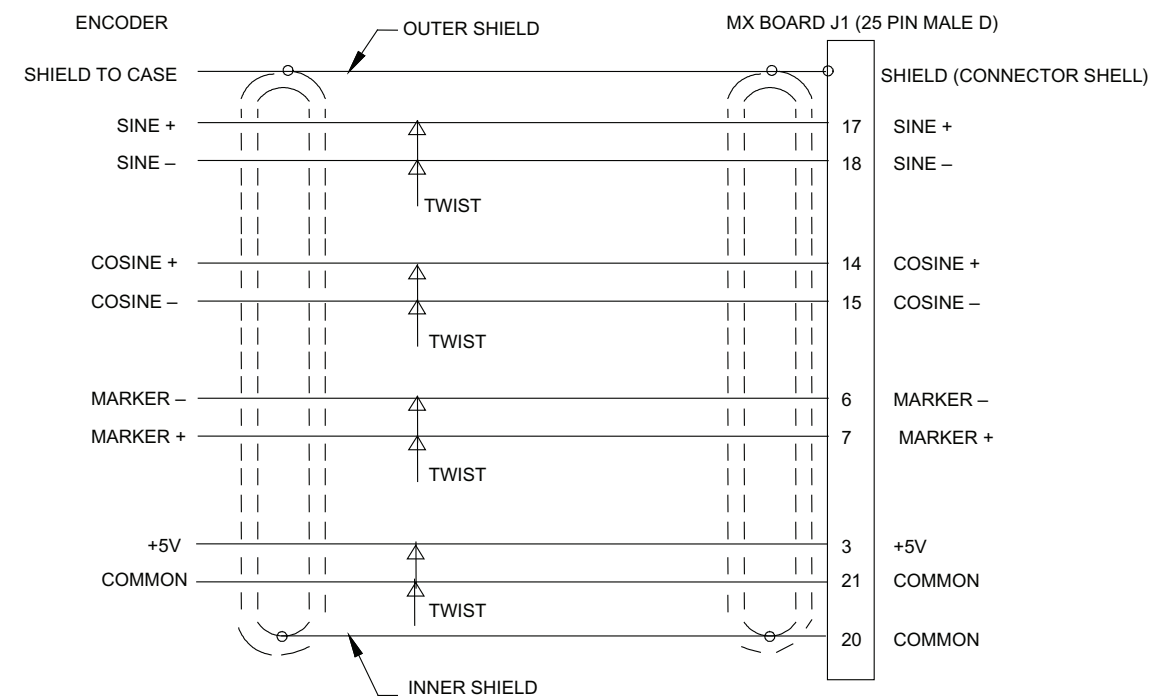 ENCODER OUTER SHIELD MX BOARD J1 (25 PIN MALE D)
SHIELD TO CASE SHIELD (CONNECTOR SHELL)
SINE + 17 SINE +
SINE – 18 SINE –
TWIST
COSINE + 14 COSINE +
COSINE – 15 COSINE –
TWIST
MARKER – 6 MARKER –
MARKER + 7 MARKER +
TWIST
+5V 3 +5V
COMMON 21 COMMON
TWIST
20 COMMON
INNER SHIELD